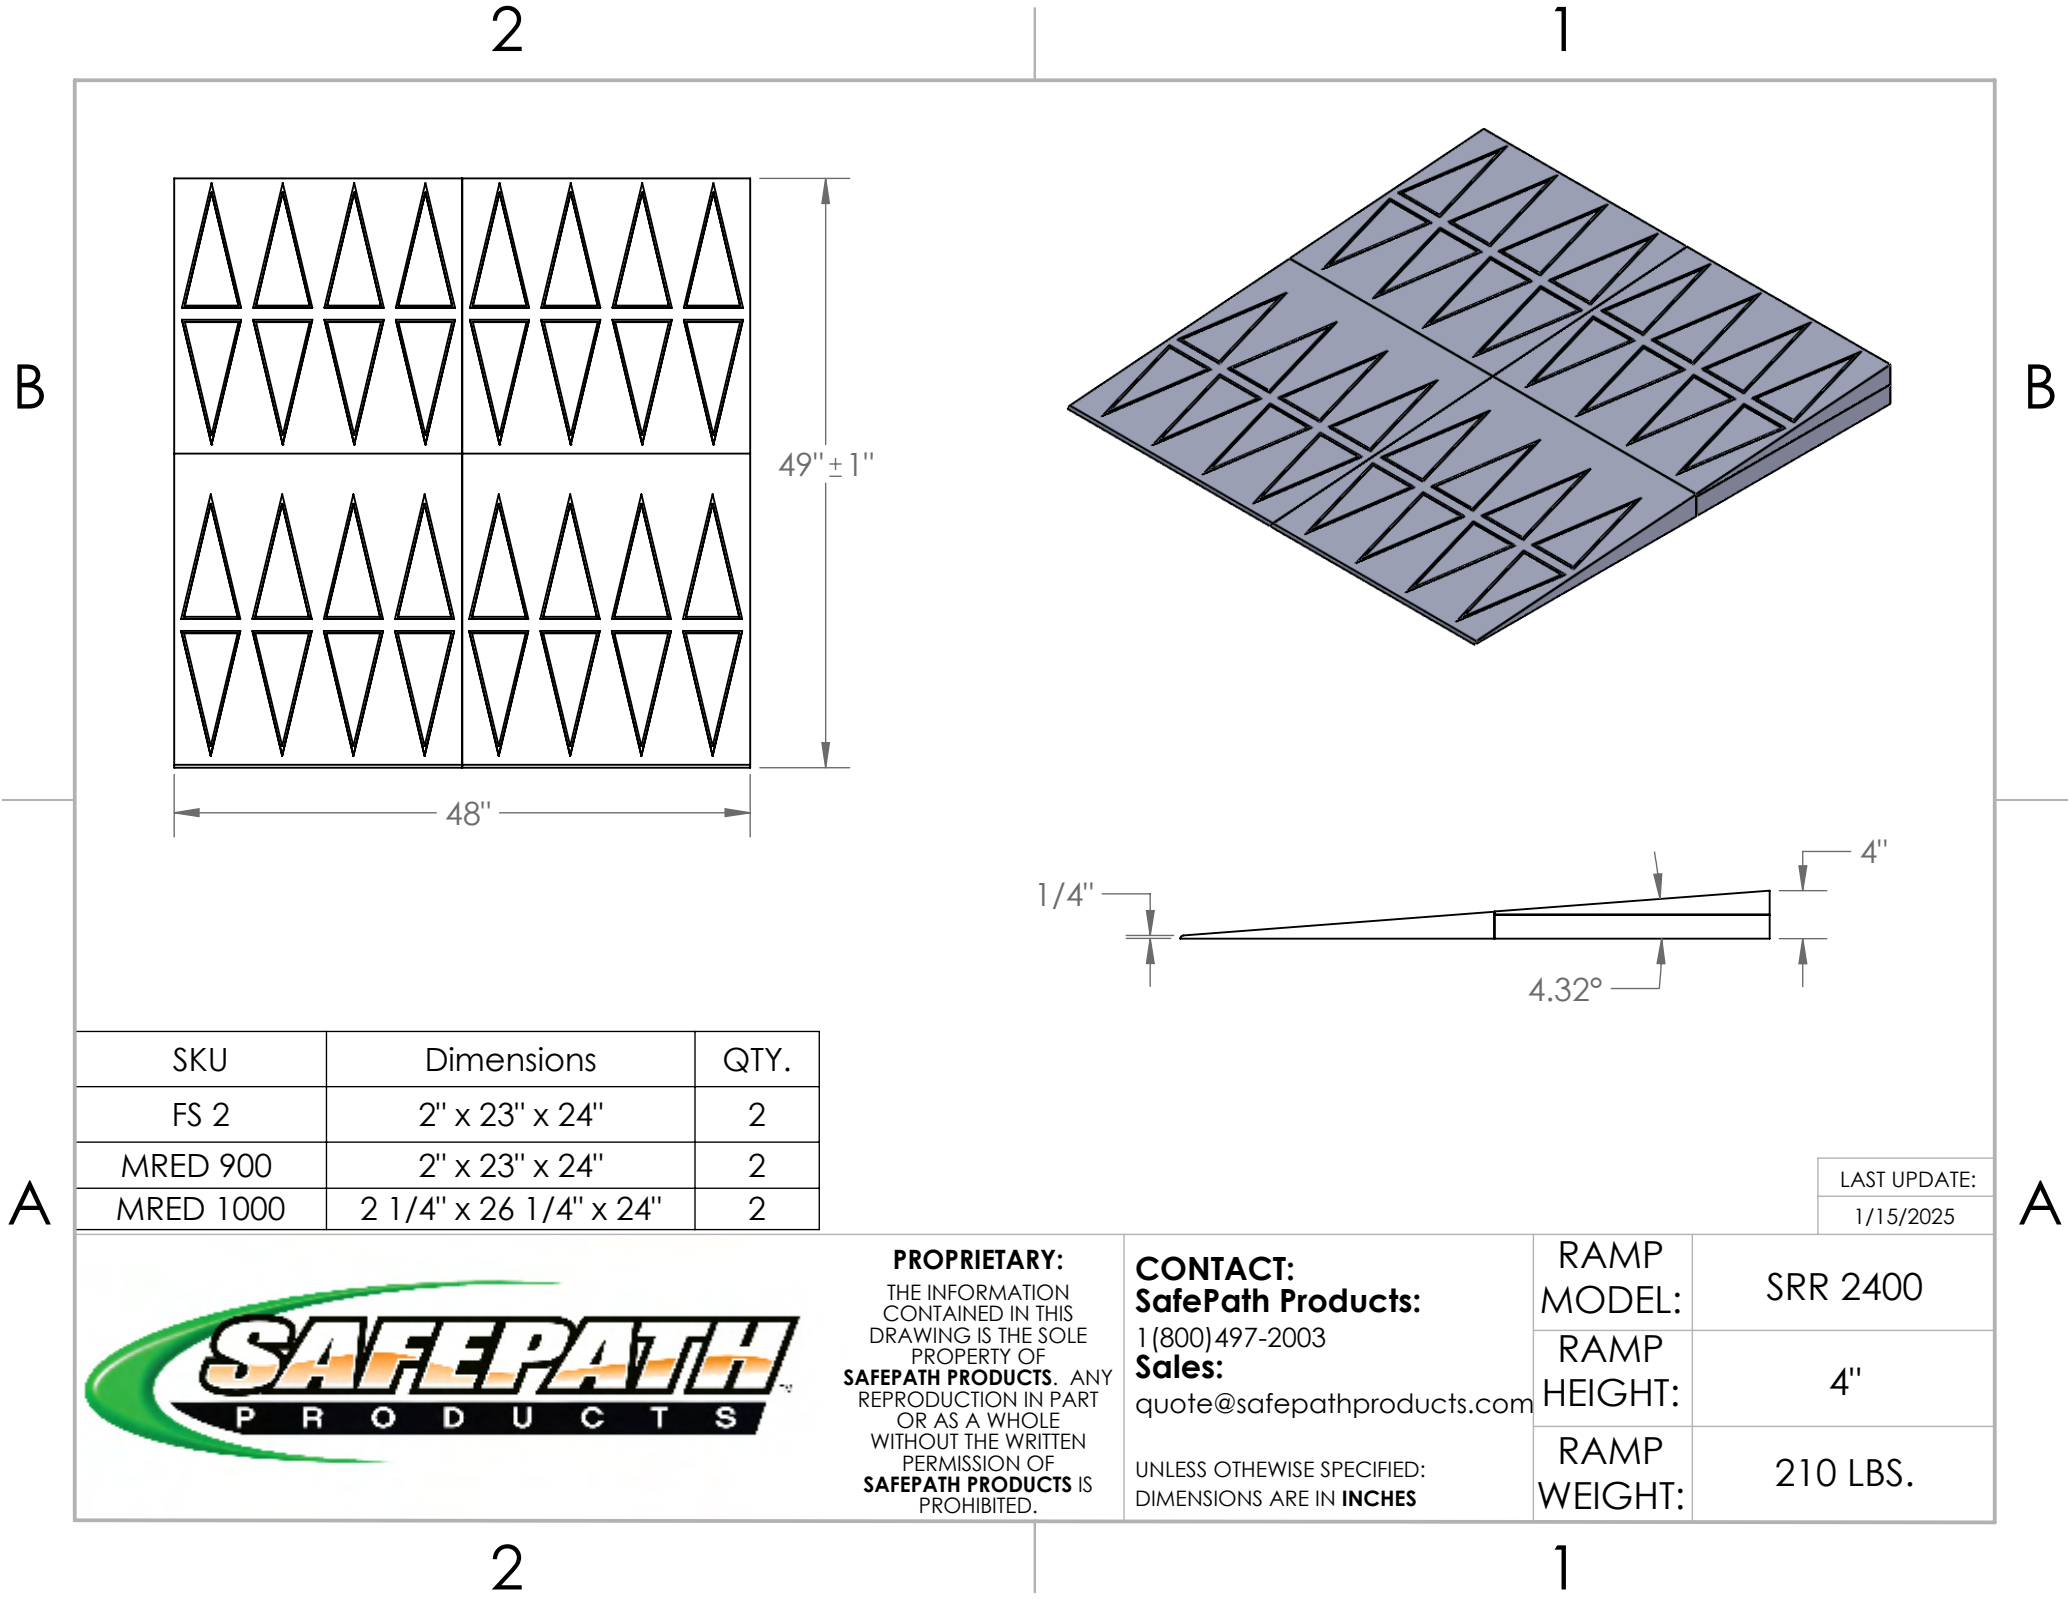 2 1
B B
49"±1"
48"
4"
1/4"
4.32°
SKU Dimensions QTY.
FS 2 2" x 23" x 24" 2
MRED 900 2" x 23" x 24" 2
MRED 1000 2 1/4" x 26 1/4" x 24" 2
A A
LAST UPDATE:
1/15/2025
SAFEPATH ™
PRODUCTS
PROPRIETARY:
THE INFORMATION
CONTAINED IN THIS
DRAWING IS THE SOLE
PROPERTY OF
SAFEPATH PRODUCTS. ANY
REPRODUCTION IN PART
OR AS A WHOLE
WITHOUT THE WRITTEN
PERMISSION OF
SAFEPATH PRODUCTS IS
PROHIBITED.
CONTACT:
SafePath Products:
1(800)497-2003
Sales:
quote@safepathproducts.com
UNLESS OTHEWISE SPECIFIED:
DIMENSIONS ARE IN INCHES
RAMP
MODEL:
SRR 2400
RAMP
HEIGHT:
4"
RAMP
WEIGHT:
210 LBS.
2 1